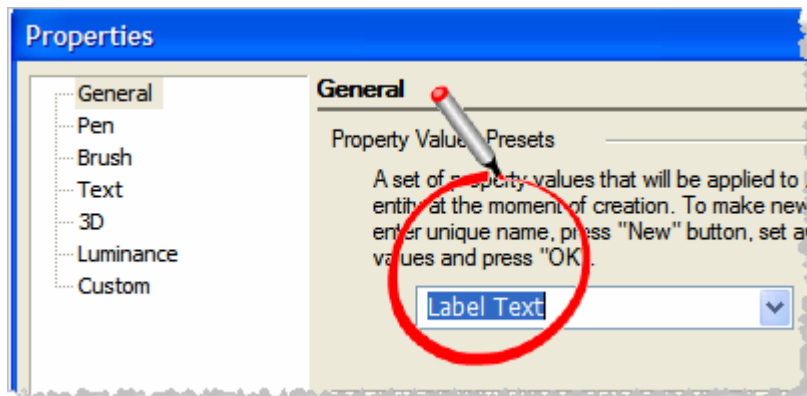 Properties
General
Pen
Brush
Text
3D
Luminance
Custom
General
Property Value Presets
A set of property values that will be applied to
entity at the moment of creation. To make new
enter unique name, press "New" button, set
values and press "OK".
Label Text